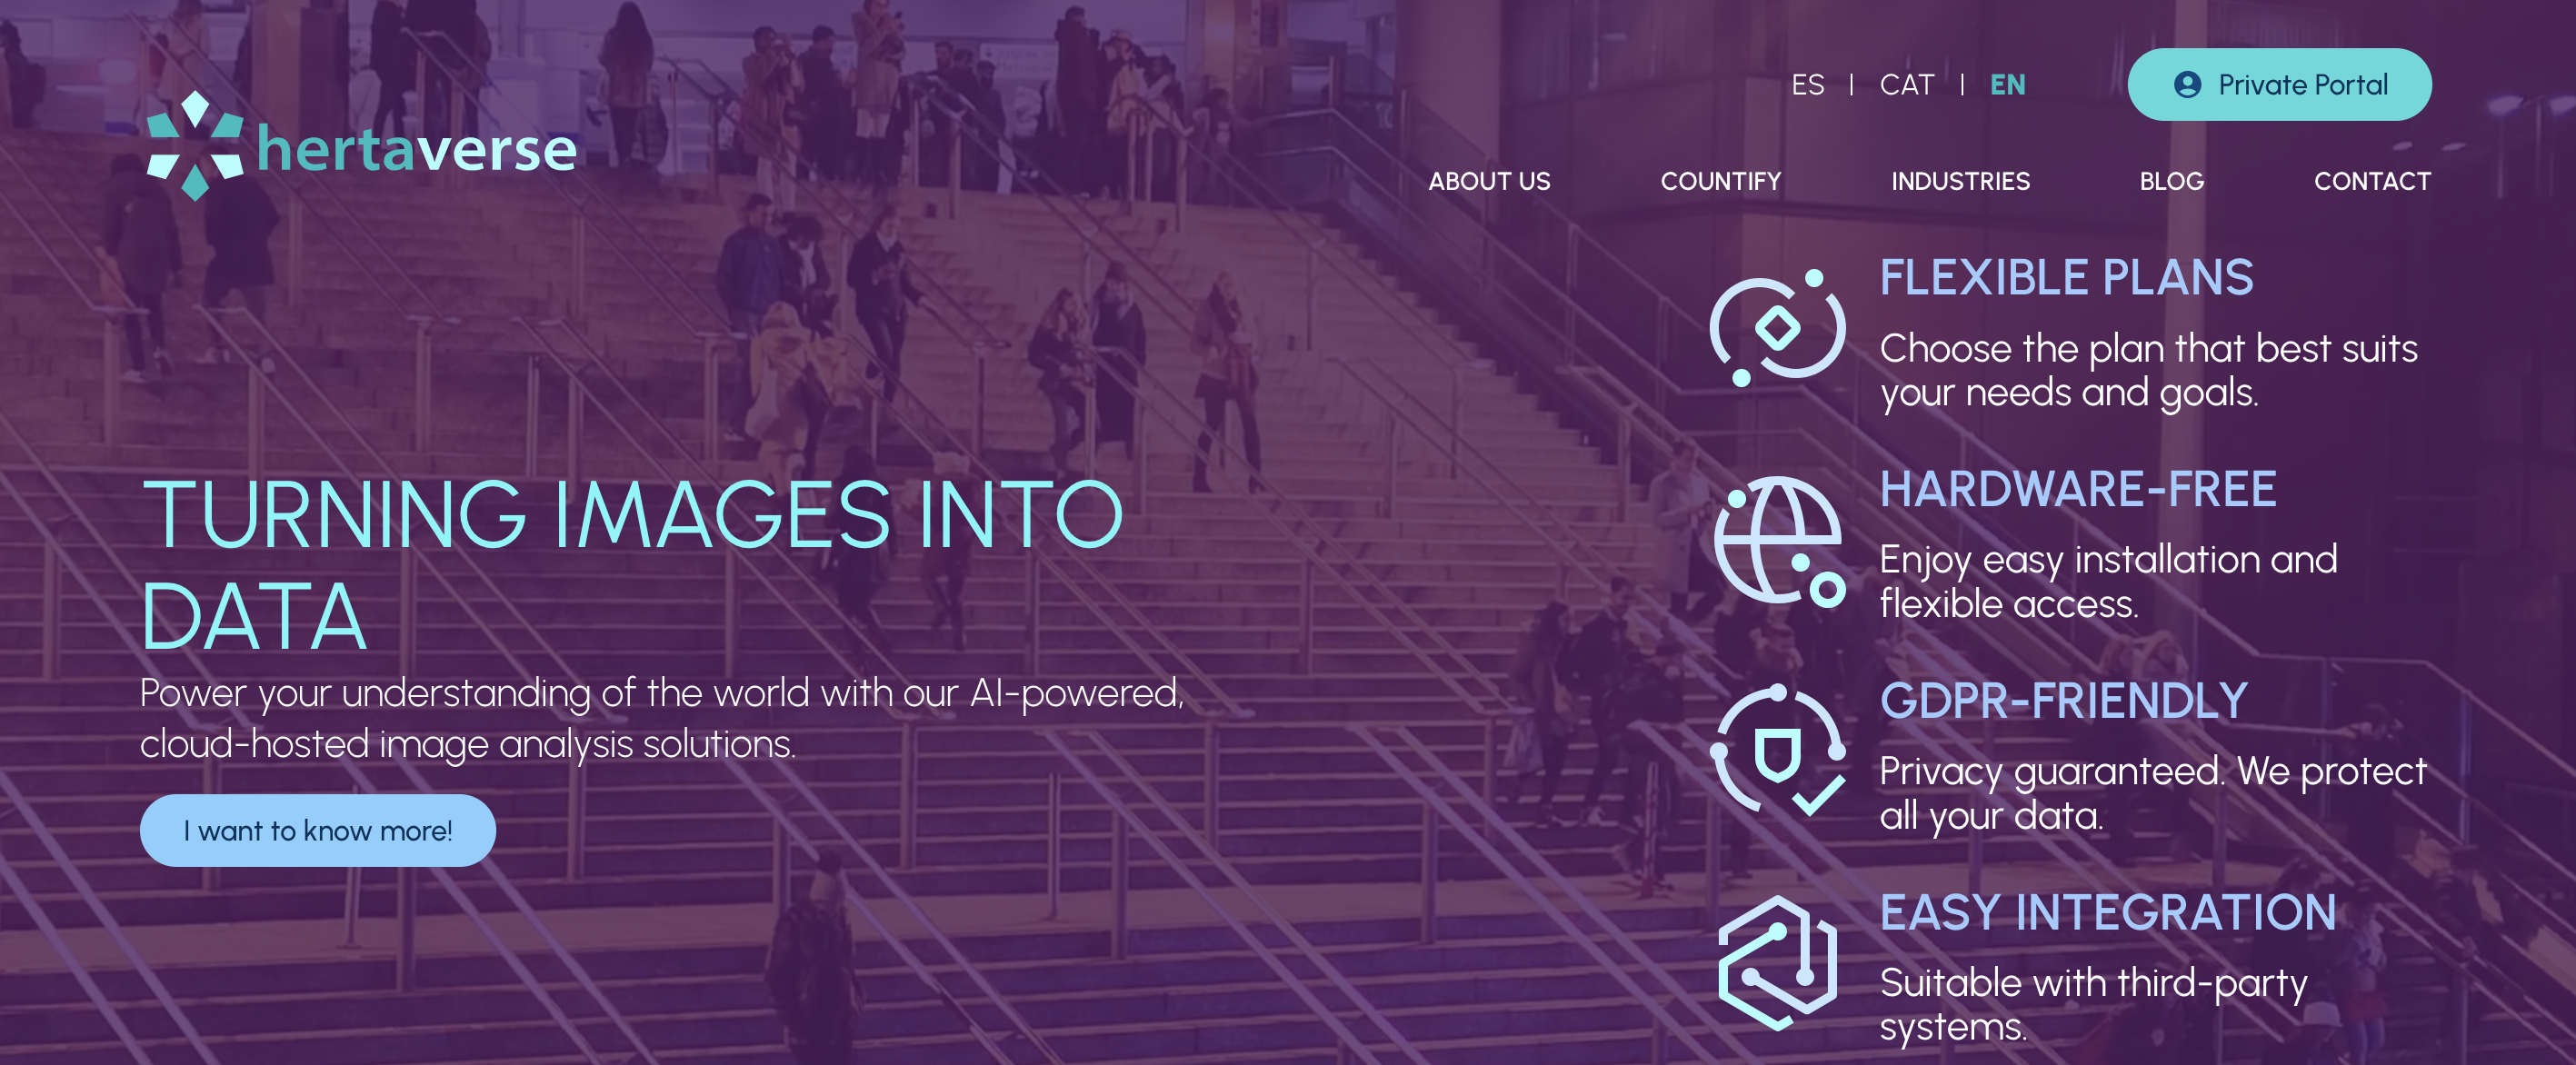 hertaverse
ES | CAT | EN
Private Portal
ABOUT US
COUNTIFY
INDUSTRIES
BLOG
CONTACT
TURNING IMAGES INTO
DATA
Power your understanding of the world with our AI-powered,
cloud-hosted image analysis solutions.
I want to know more!
FLEXIBLE PLANS
Choose the plan that best suits
your needs and goals.
HARDWARE-FREE
Enjoy easy installation and
flexible access.
GDPR-FRIENDLY
Privacy guaranteed. We protect
all your data.
EASY INTEGRATION
Suitable with third-party
systems.